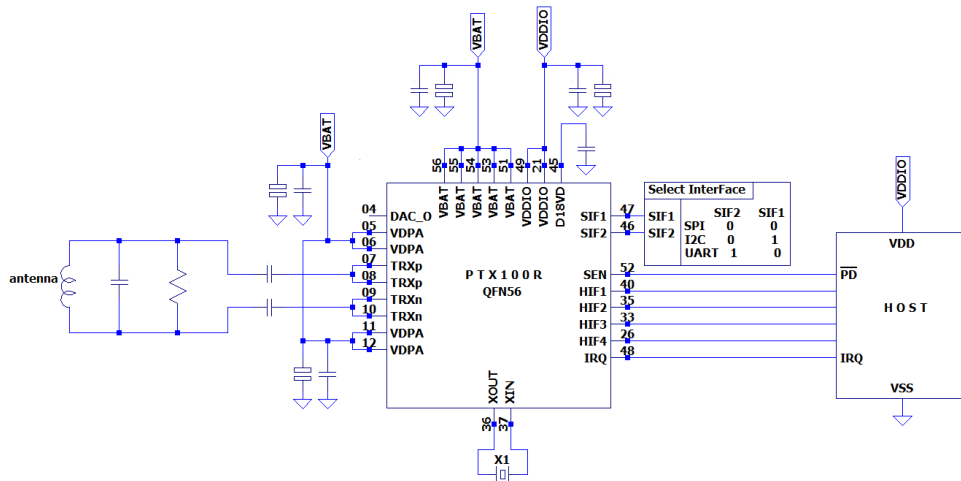 VBAT
VDDIO
VBAT
56
55
54
53
51
49
21
45
VBAT
VBAT
VBAT
VBAT
VBAT
VDDIO
VDDIO
D18VD
VDDIO
Select InterFace
SIF2 SIF1
SPI 0 0
I2C 0 1
UART 1 0
04 DAC_O
05 VDPA
06 VDPA
07 TRXp
08 TRXp
09 TRXn
10 TRXn
11 VDPA
12 VDPA
antenna
PTX100R
QFN56
SIF1 47 SIF1
SIF2 46 SIF2
SEN 52 PD
HIF1 40
HIF2 35
HIF3 33
HIF4 26
IRQ 48 IRQ
VDD
HOST
VSS
XOUT
XIN
36
37
X1